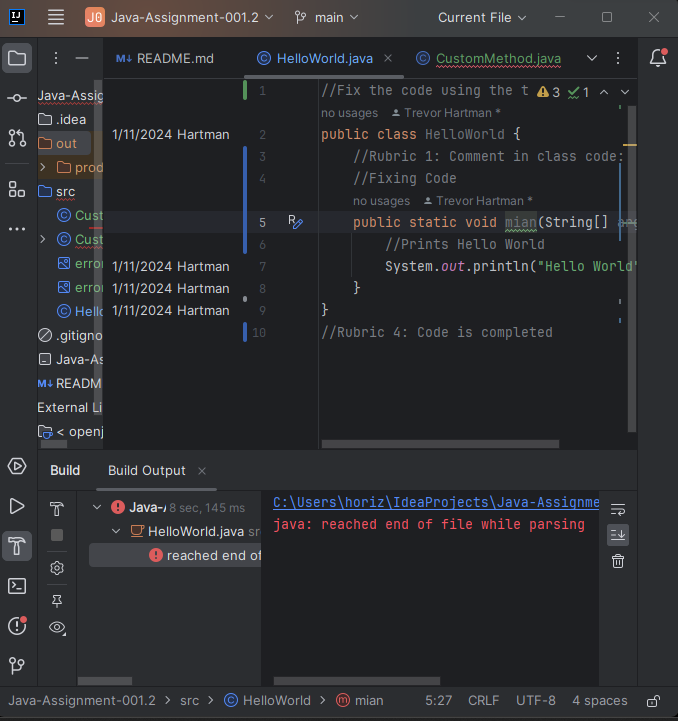 J0 Java-Assignment-001.2 main Current File
README.md HelloWorld.java CustomMethod.java
Java-Assig
.idea
out
prod
src
Cust
Cust
error
error
Hello
.gitigno
Java-As
README
External Li
< openj
1 //Fix the code using the t 3 1
no usages Trevor Hartman *
1/11/2024 Hartman 2 public class HelloWorld {
3 //Rubric 1: Comment in class code:
4 //Fixing Code
no usages Trevor Hartman *
5 public static void mian(String[] arg
6 //Prints Hello World
1/11/2024 Hartman 7 System.out.println("Hello World"
1/11/2024 Hartman 8 }
1/11/2024 Hartman 9 }
10 //Rubric 4: Code is completed
Build Build Output
Java-A 8 sec, 145 ms
HelloWorld.java src
reached end of
C:\Users\horiz\IdeaProjects\Java-Assignme
java: reached end of file while parsing
Java-Assignment-001.2 > src > HelloWorld > mian 5:27 CRLF UTF-8 4 spaces